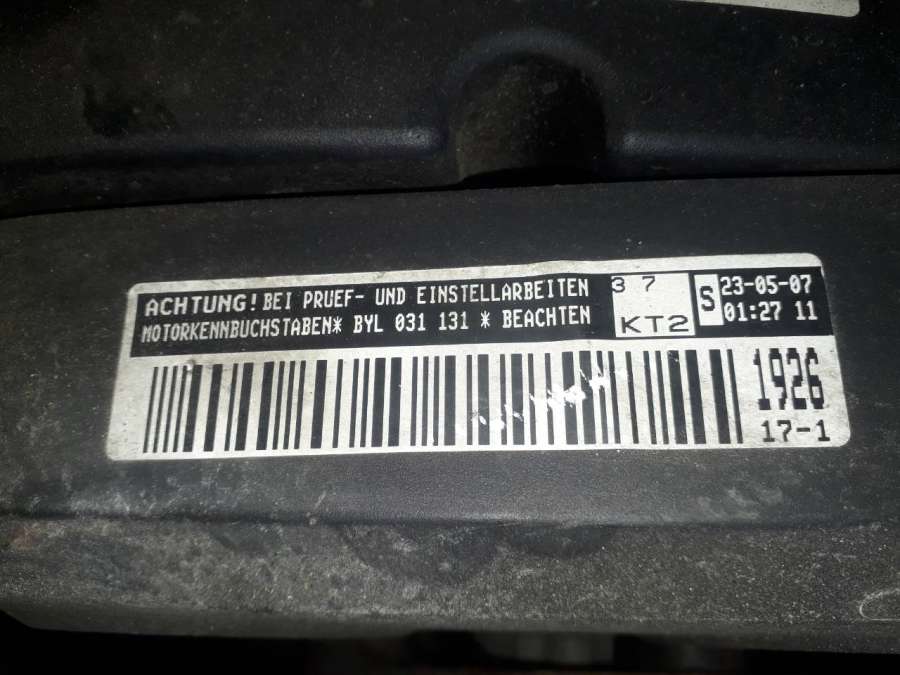 ACHTUNG! BEI PRUEF- UND EINSTELLARBEITEN
MOTORKENNBUCHSTABEN* BYL 031 131 * BEACHTEN
3 7
KT2
S
23-05-07
01:27 11
1926
17-1